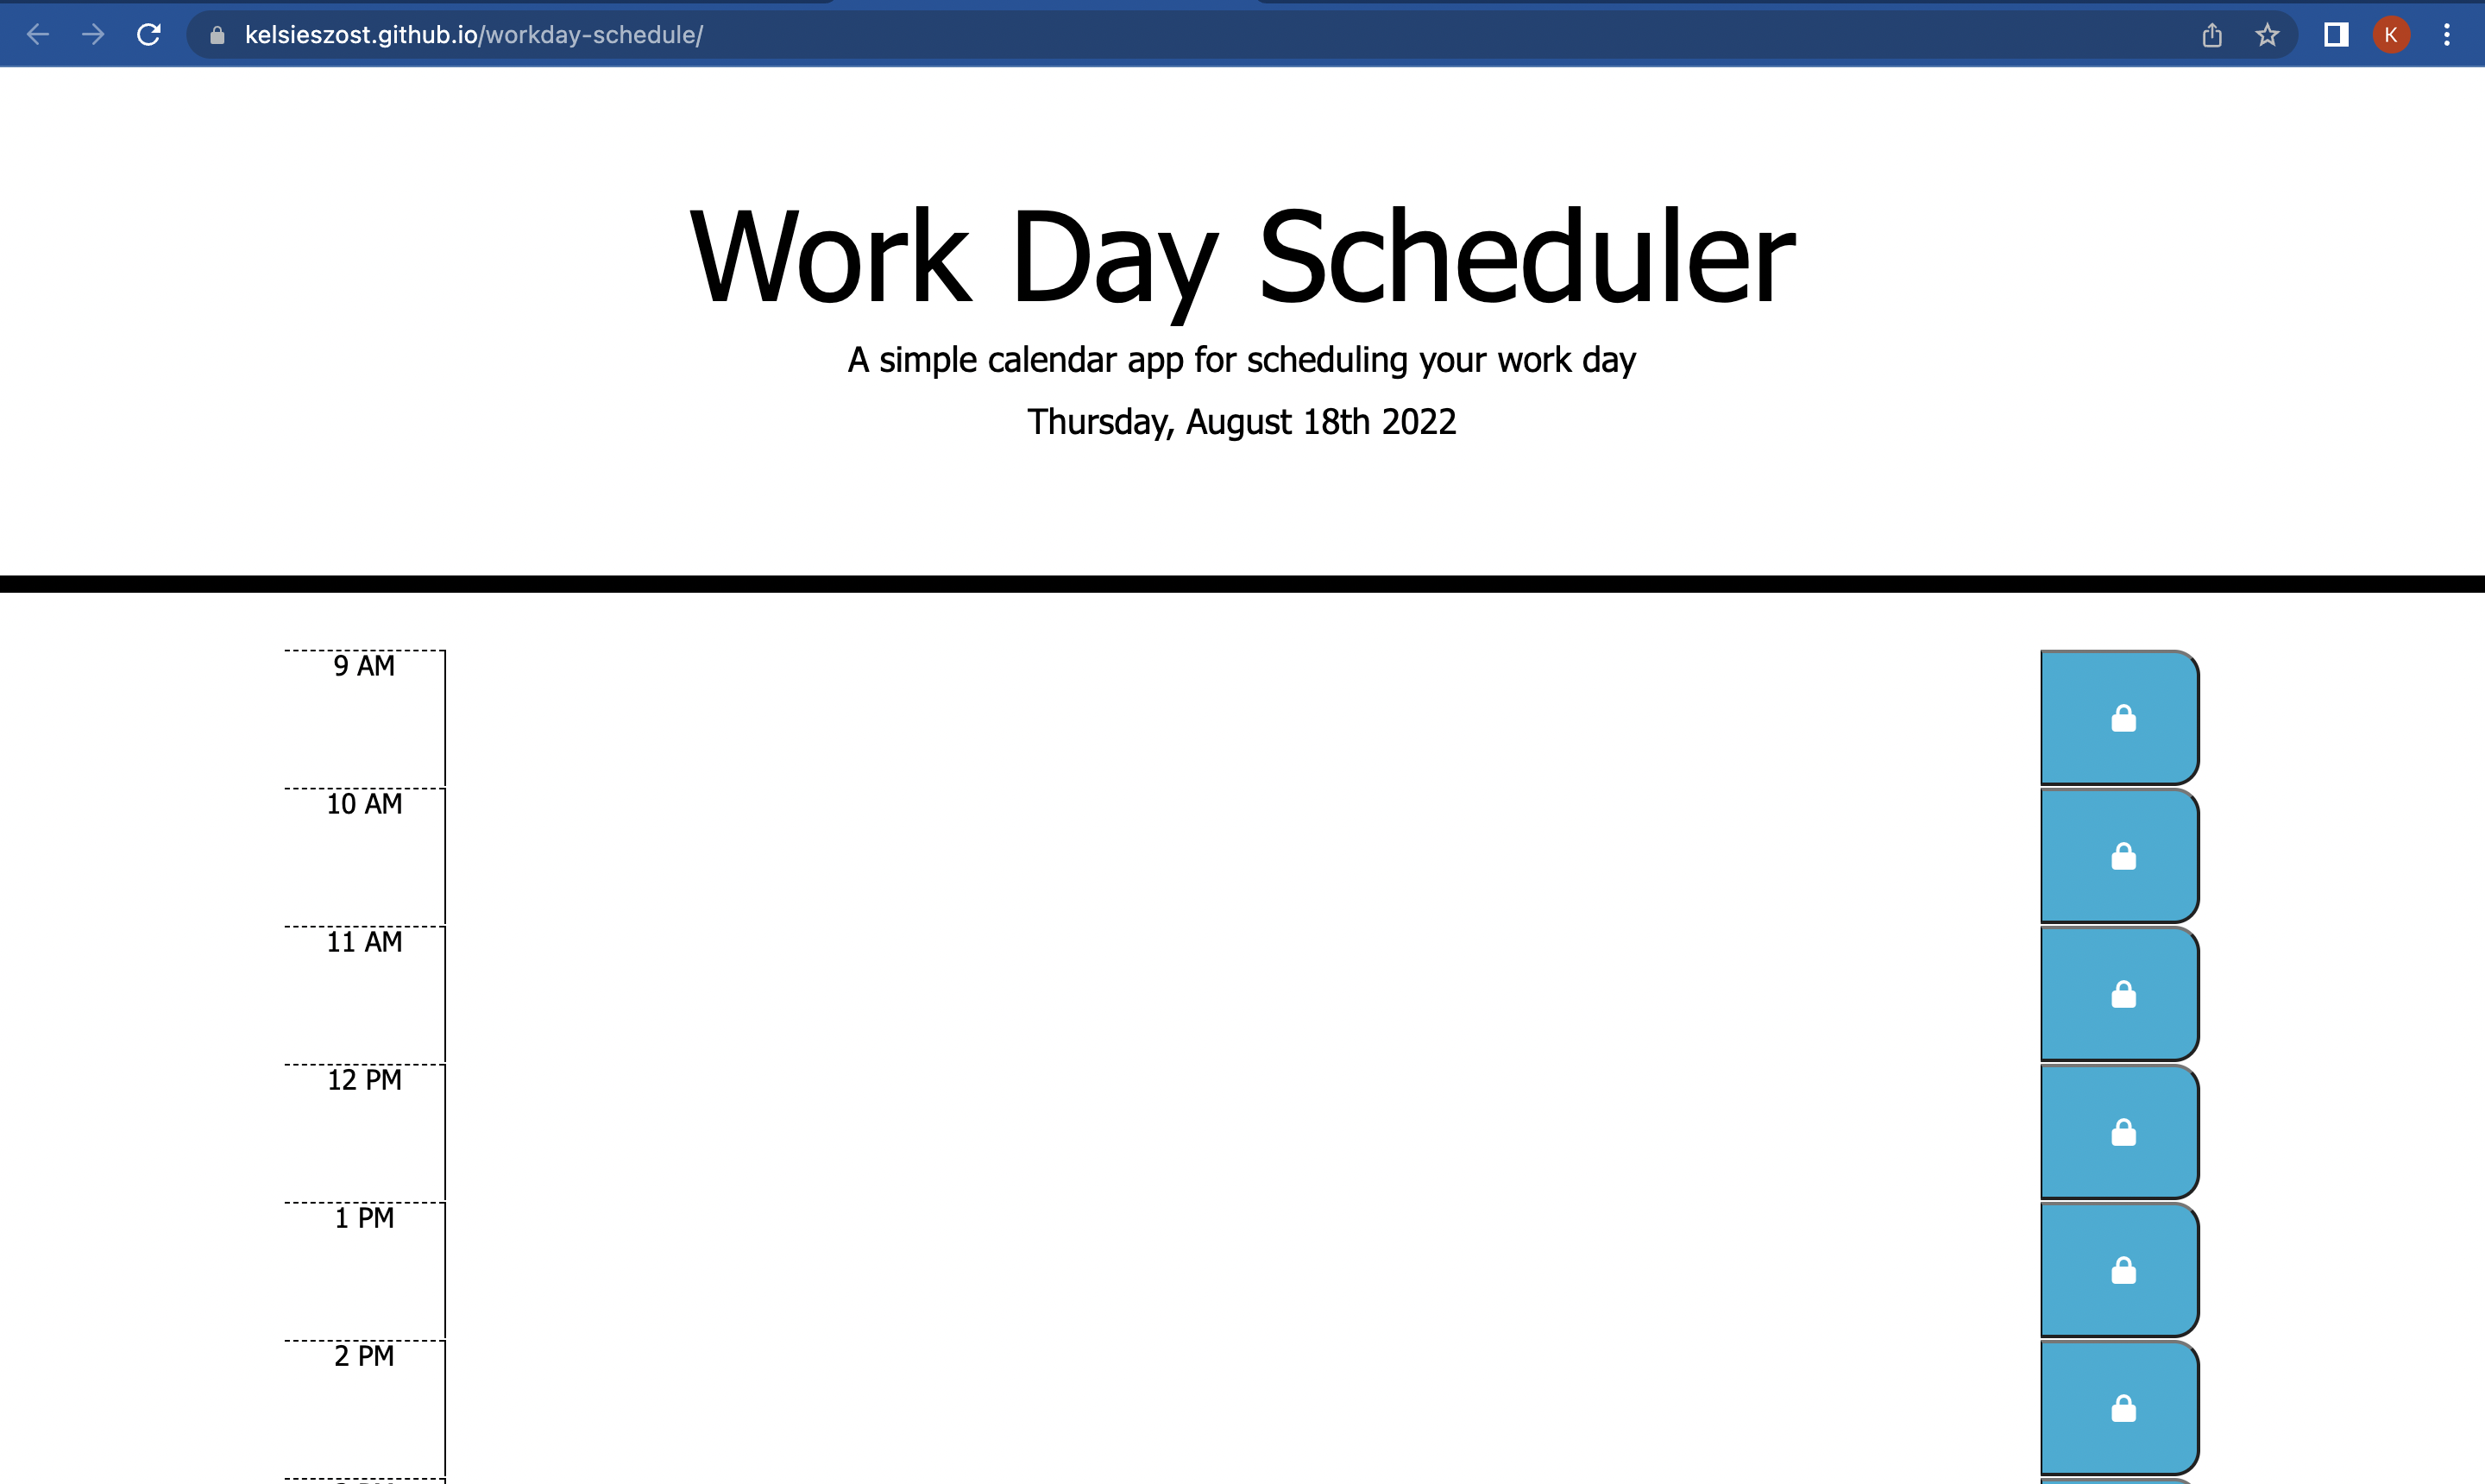 kelsieszost.github.io/workday-schedule/
K
Work Day Scheduler
A simple calendar app for scheduling your work day
Thursday, August 18th 2022
9 AM
10 AM
11 AM
12 PM
1 PM
2 PM